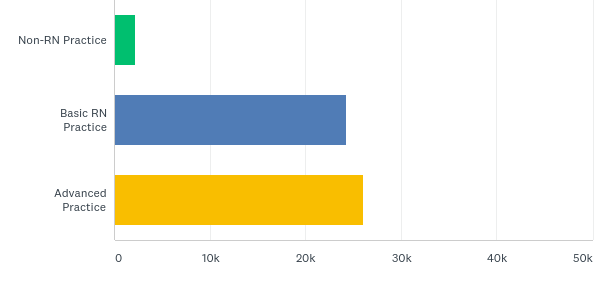 Non-RN Practice
Basic RN
Practice
Advanced
Practice
0 10k 20k 30k 40k 50k